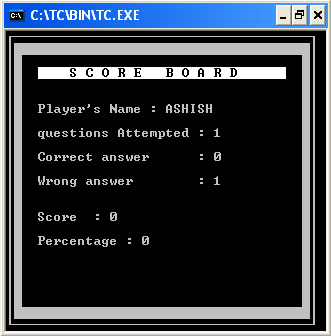 C:\TC\BIN\TC.EXE
S C O R E   B O A R D
Player's Name : ASHISH
questions Attempted : 1
Correct answer      : 0
Wrong answer        : 1
Score  : 0
Percentage : 0